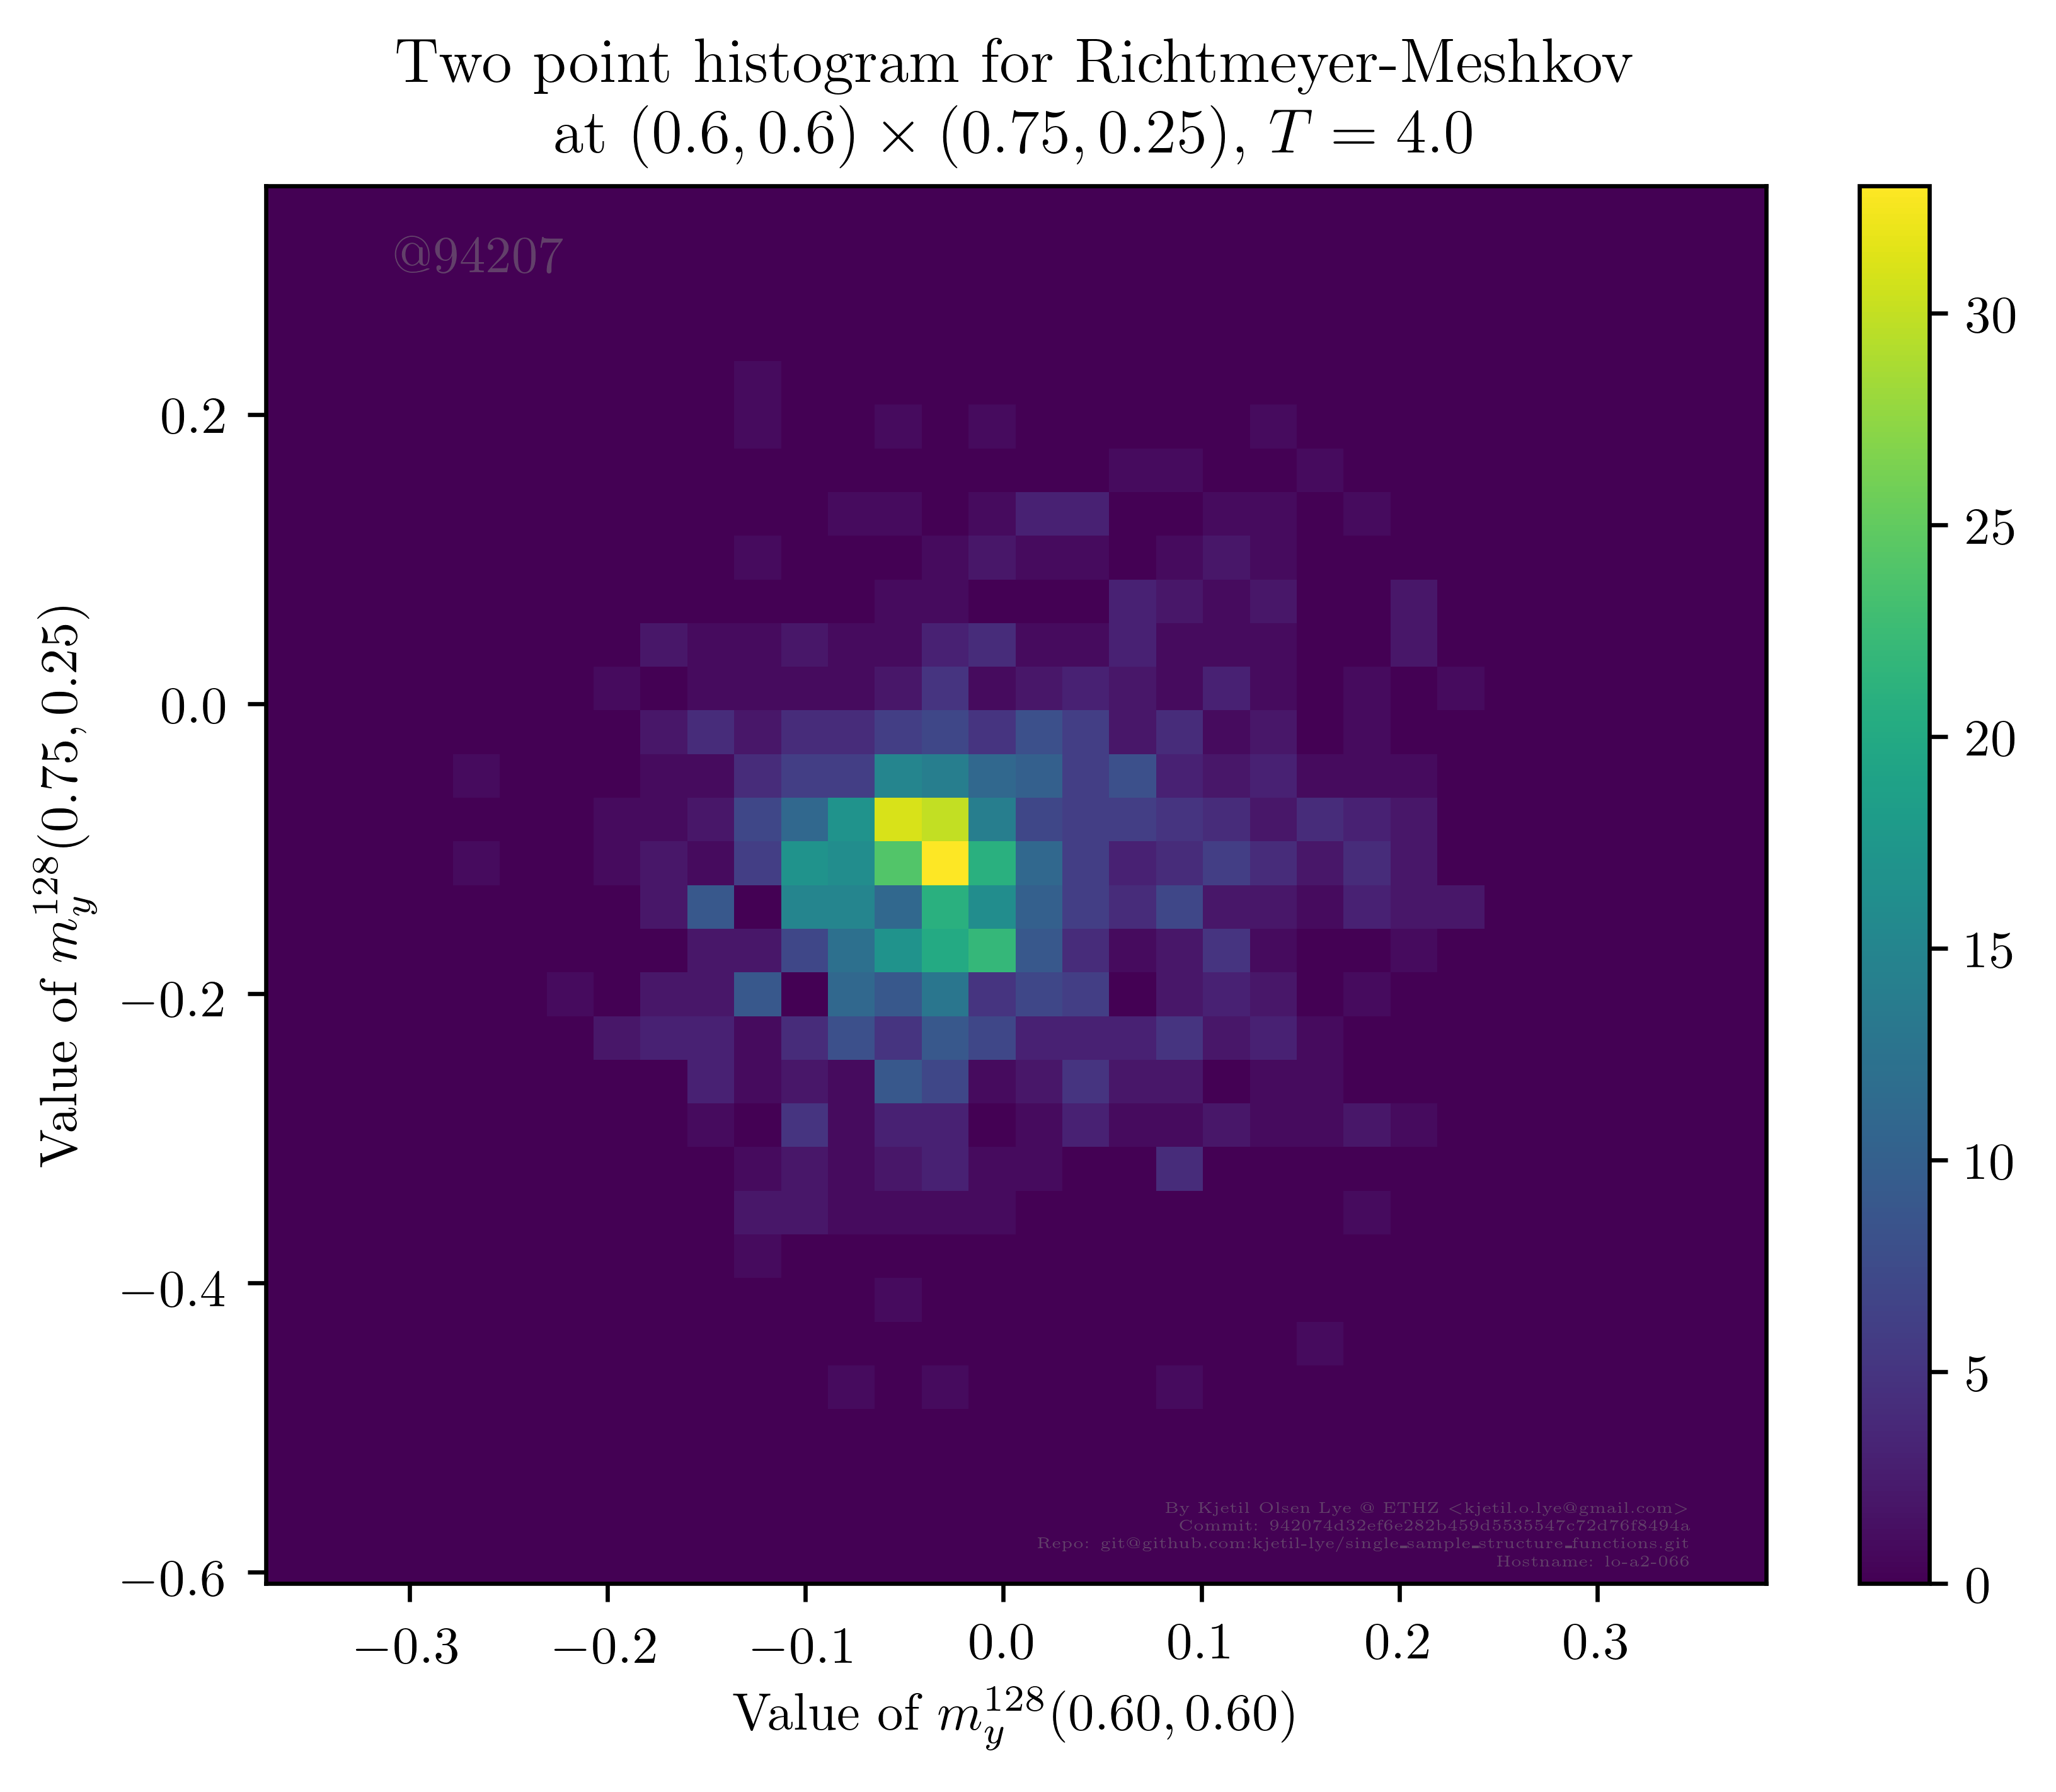 Two point histogram for Richtmeyer-Meshkov
at (0.6, 0.6) × (0.75, 0.25), T = 4.0
@94207
30
25
20
15
10
5
0
0.2
0.0
−0.2
−0.4
−0.6
Value of m_y^128(0.75, 0.25)
By Kjetil Olsen Lye @ ETHZ <kjetil.o.lye@gmail.com>
Commit: 942074d32ef6e282b459d5535547c72d76f8494a
Repo: git@github.com:kjetil-lye/single_sample_structure_functions.git
Hostname: lo-a2-066
−0.3 −0.2 −0.1 0.0 0.1 0.2 0.3
Value of m_y^128(0.60, 0.60)